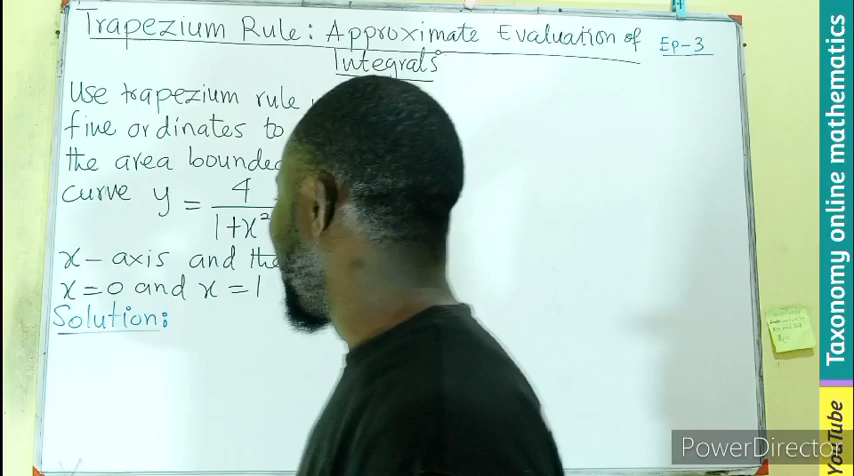 Trapezium Rule: Approximate Evaluation of
Integrals
Ep-3
Use trapezium rule
five ordinates to
the area bounded
curve y = 4/1+x²
x-axis and the
x=0 and x=1
Solution:
Taxonomy online mathematics
YouTube
PowerDirector